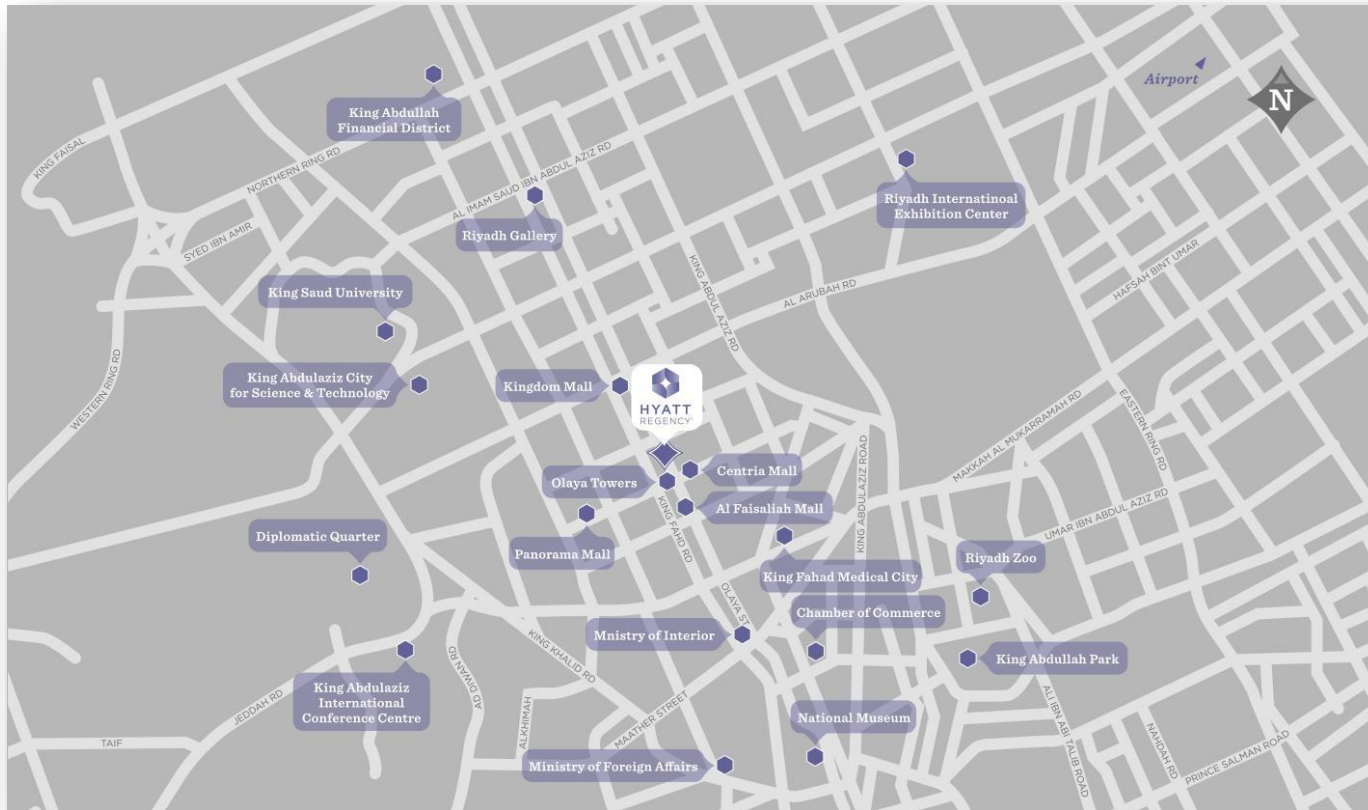 Airport
N
King Abdullah
Financial District
KING FAISAL
NORTHERN RING RD
AL IMAM SAUD IBN ABDUL AZIZ RD
Riyadh Internatinoal
Exhibition Center
Riyadh Gallery
SYED IBN AMIR
HAFSAH BINT UMAR
King Saud University
KING ABDUL AZIZ RD
AL ARUBAH RD
WESTERN RING RD
King Abdulaziz City
for Science & Technology
Kingdom Mall
HYATT
REGENCY
EASTERN RING RD
MAKKAH AL MUKARRAMAH RD
Centria Mall
Olaya Towers
Al Faisaliah Mall
KING FAHD RD
KING ABDULAZIZ ROAD
UMAR IBN ABDUL AZIZ RD
Diplomatic Quarter
Panorama Mall
Riyadh Zoo
King Fahad Medical City
OLAYA ST
Chamber of Commerce
Mnistry of Interior
KING KHALID RD
AD DIWAN RD
King Abdullah Park
King Abdulaziz
International
Conference Centre
JEDDAH RD
ALKHIMAH
MAATHER STREET
National Museum
ALI IBN ABI TALIB ROAD
NAHDAH RD
PRINCE SALMAN ROAD
TAIF
Ministry of Foreign Affairs